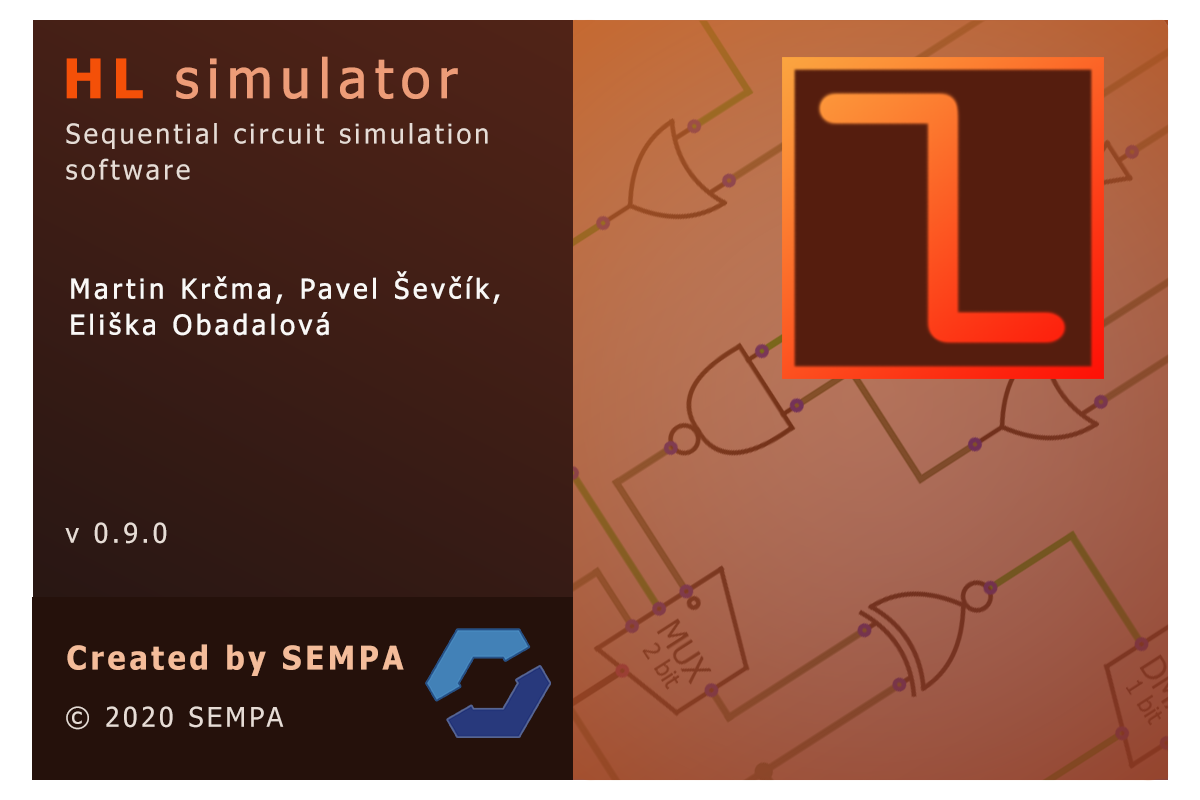 HL simulator
Sequential circuit simulation
software
Martin Krčma, Pavel Ševčík,
Eliška Obadalová
v 0.9.0
Created by SEMPA
© 2020 SEMPA
MUX
2 bit
1 bit